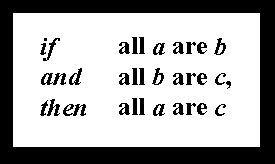 if all a are b
and all b are c,
then all a are c